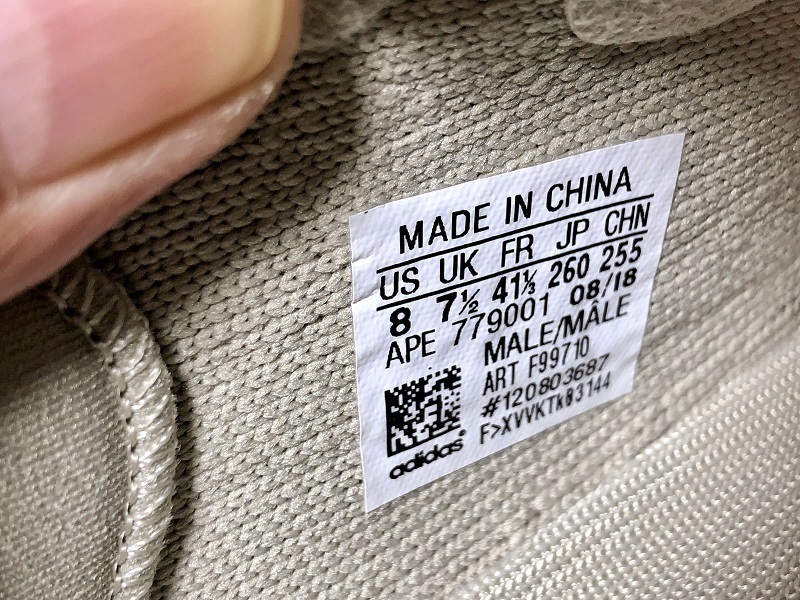 MADE IN CHINA
US UK FR JP CHN
8 7½ 41⅓ 260 255
APE 779001 08/18
MALE/MÂLE
ART F99710
#120803687
F>XVVKTk83144
adidas®